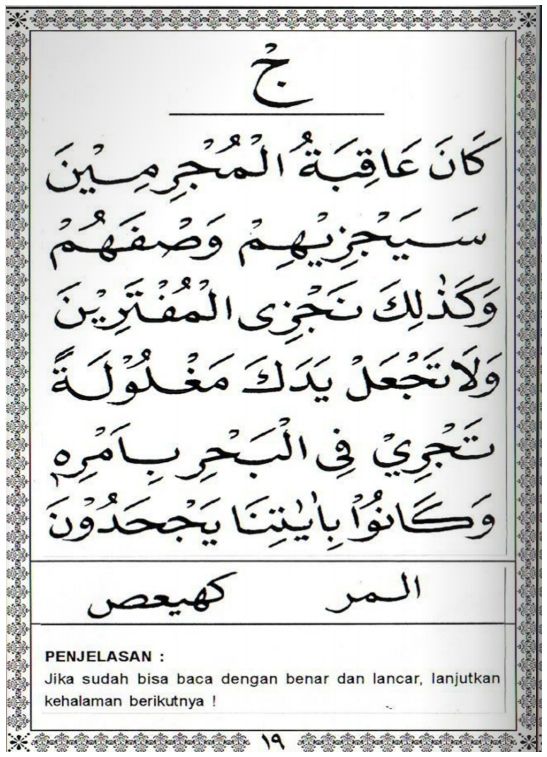 جْ
كَانَ عَاقِبَةُ الْمُجْرِمِيْنَ
سَيَجْزِيْهِمْ وَصْفَهُمْ
وَكَذٰلِكَ نَجْزِى الْمُفْتَرِيْنَ
وَلَاتَجْعَلْ يَدَكَ مَغْلُوْلَةً
تَجْرِيْ فِى الْبَحْرِ بِاَمْرِهٖ
وَكَانُوْا بِاٰيٰتِنَا يَجْحَدُوْنَ
المر كهيعص
PENJELASAN :
Jika sudah bisa baca dengan benar dan lancar, lanjutkan
kehalaman berikutnya !
١٩